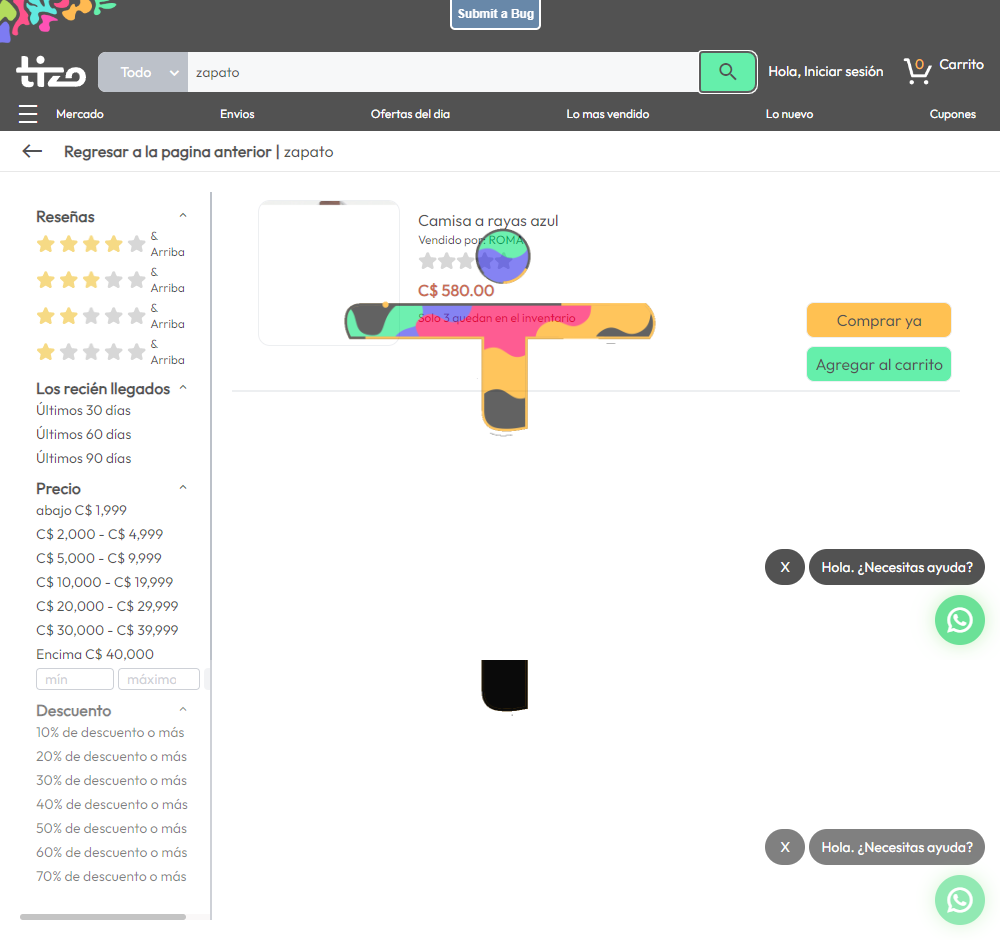 Submit a Bug
tizo
Todo
zapato
Hola, Iniciar sesión
0
Carrito
Mercado
Envios
Ofertas del dia
Lo mas vendido
Lo nuevo
Cupones
Regresar a la pagina anterior | zapato
Reseñas
& Arriba
& Arriba
& Arriba
& Arriba
Los recién llegados
Últimos 30 días
Últimos 60 días
Últimos 90 días
Precio
abajo C$ 1,999
C$ 2,000 - C$ 4,999
C$ 5,000 - C$ 9,999
C$ 10,000 - C$ 19,999
C$ 20,000 - C$ 29,999
C$ 30,000 - C$ 39,999
Encima C$ 40,000
mín
máximo
Descuento
10% de descuento o más
20% de descuento o más
30% de descuento o más
40% de descuento o más
50% de descuento o más
60% de descuento o más
70% de descuento o más
Camisa a rayas azul
Vendido por: ROMA
C$ 580.00
Solo 3 quedan en el inventario
Comprar ya
Agregar al carrito
X
Hola. ¿Necesitas ayuda?
X
Hola. ¿Necesitas ayuda?